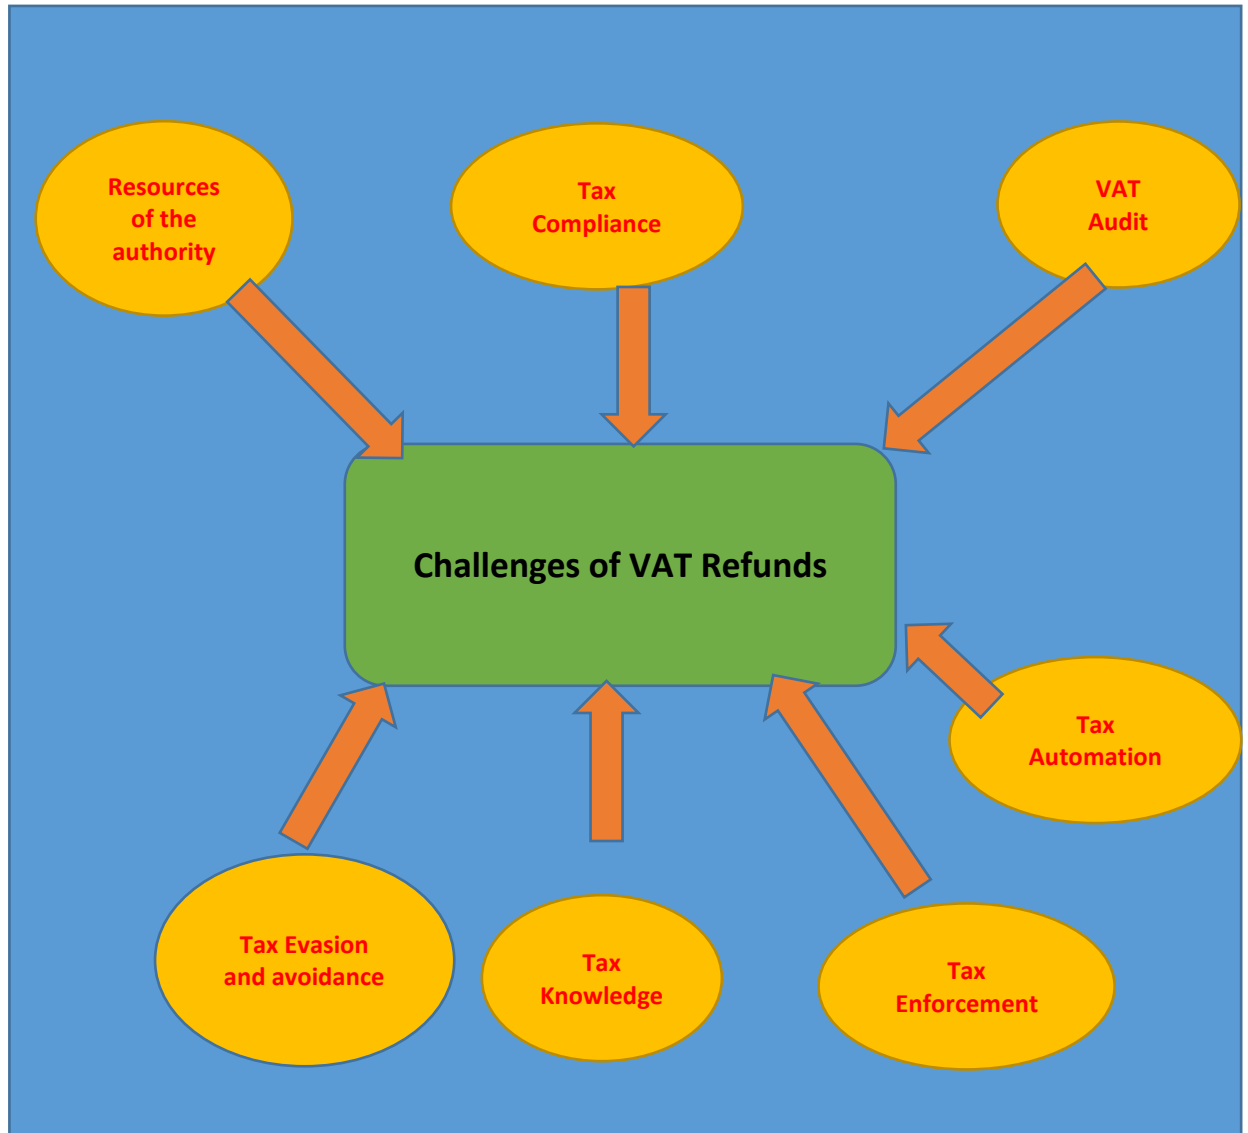 Resources
of the
authority
Tax
Compliance
VAT
Audit
Challenges of VAT Refunds
Tax
Automation
Tax Evasion
and avoidance
Tax
Knowledge
Tax
Enforcement